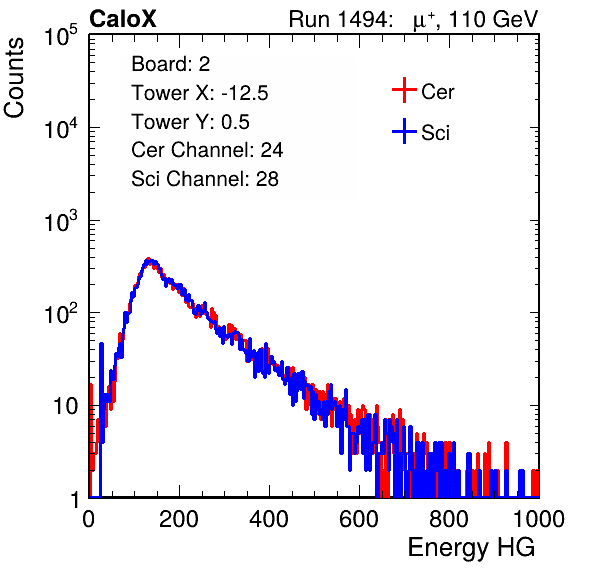 CaloX Run 1494: μ⁺, 110 GeV
Counts
Board: 2
Tower X: -12.5
Tower Y: 0.5
Cer Channel: 24
Sci Channel: 28
Cer
Sci
10⁵
10⁴
10³
10²
10
1
0 200 400 600 800 1000
Energy HG